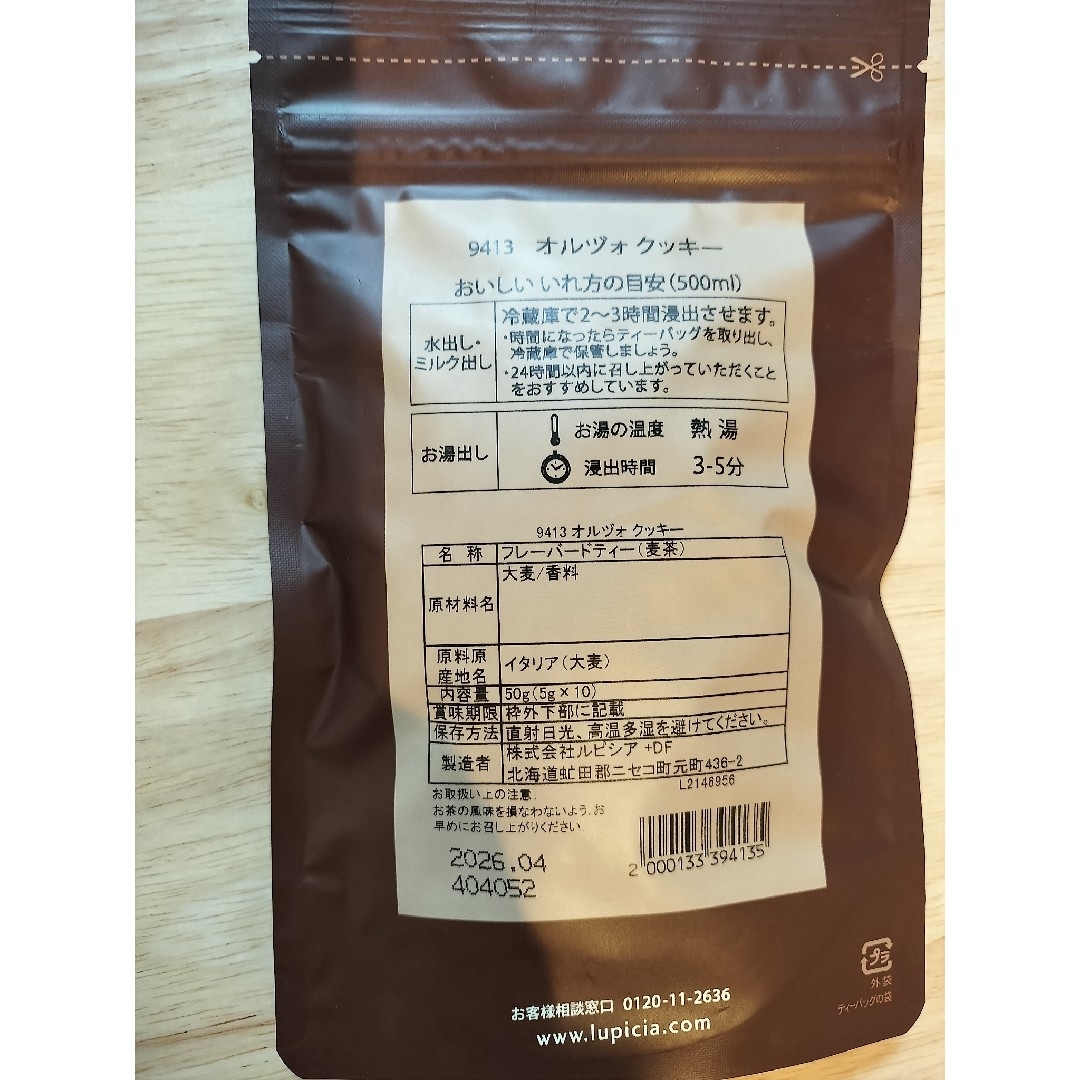 9413 オルヅォ クッキー
おいしい いれ方の目安(500ml)
水出し・
ミルク出し
冷蔵庫で2〜3時間浸出させます。
・時間になったらティーバッグを取り出し、
冷蔵庫で保管しましょう。
・24時間以内に召し上がっていただくこと
をおすすめしています。
お湯出し
お湯の温度 熱湯
浸出時間 3-5分
9413 オルヅォ クッキー
名 称 フレーバードティー(麦茶)
原材料名 大麦/香料
原料原
産地名 イタリア(大麦)
内容量 50g(5g×10)
賞味期限 枠外下部に記載
保存方法 直射日光、高温多湿を避けてください。
製造者 株式会社ルピシア +DF
北海道虻田郡ニセコ町元町436-2
L2146956
お取扱い上の注意.
お茶の風味を損なわないよう、お
早めにお召し上がりください.
2026.04
404052
2 000133 394135
プラ
外袋
ティーバッグの袋
お客様相談窓口 0120-11-2636
www.lupicia.com